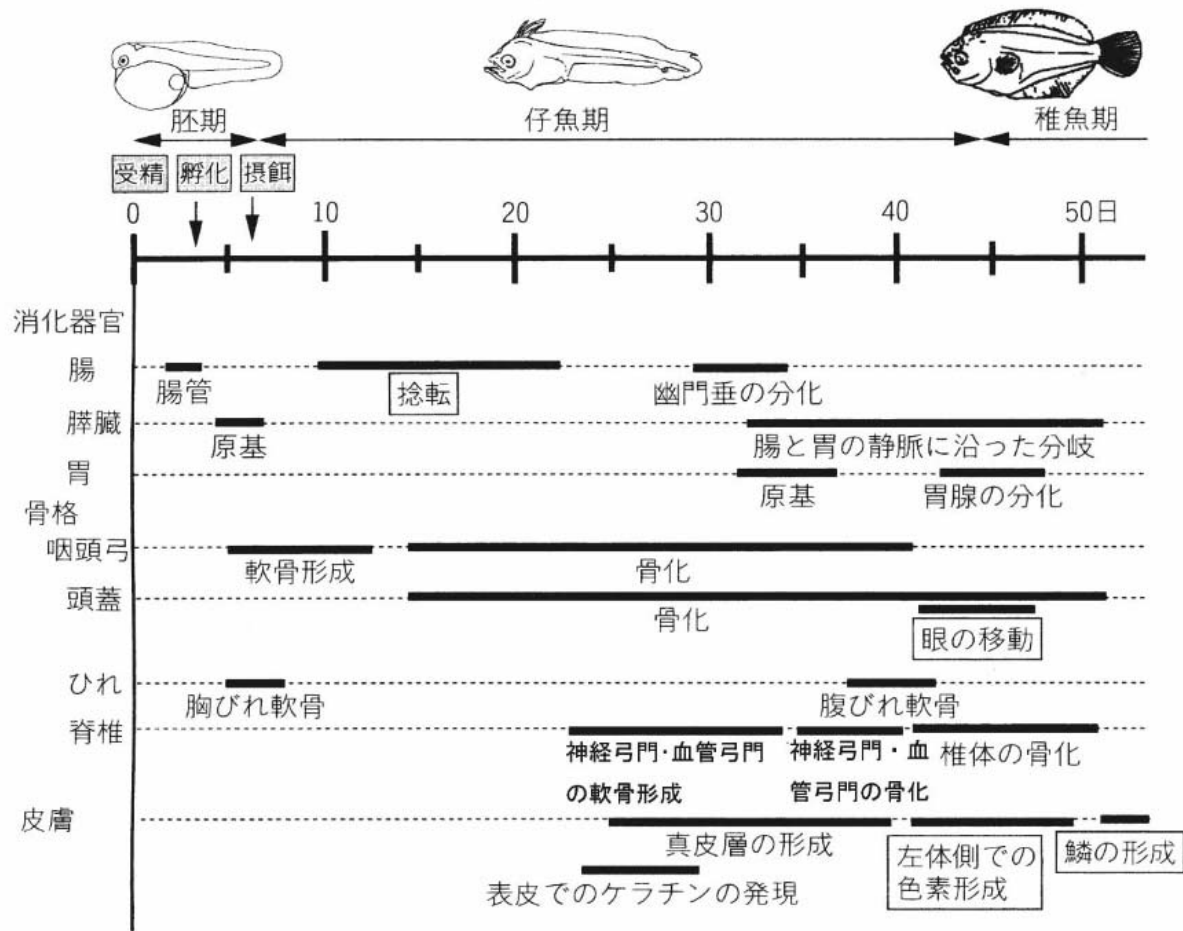 胚期
仔魚期
稚魚期
受精
孵化
摂餌
0
10
20
30
40
50日
消化器官
腸
腸管
捻転
幽門垂の分化
膵臓
原基
腸と胃の静脈に沿った分岐
胃
原基
胃腺の分化
骨格
咽頭弓
軟骨形成
骨化
頭蓋
骨化
眼の移動
ひれ
胸びれ軟骨
腹びれ軟骨
脊椎
神経弓門・血管弓門
の軟骨形成
神経弓門・血
管弓門の骨化
椎体の骨化
皮膚
真皮層の形成
左体側での
色素形成
鱗の形成
表皮でのケラチンの発現